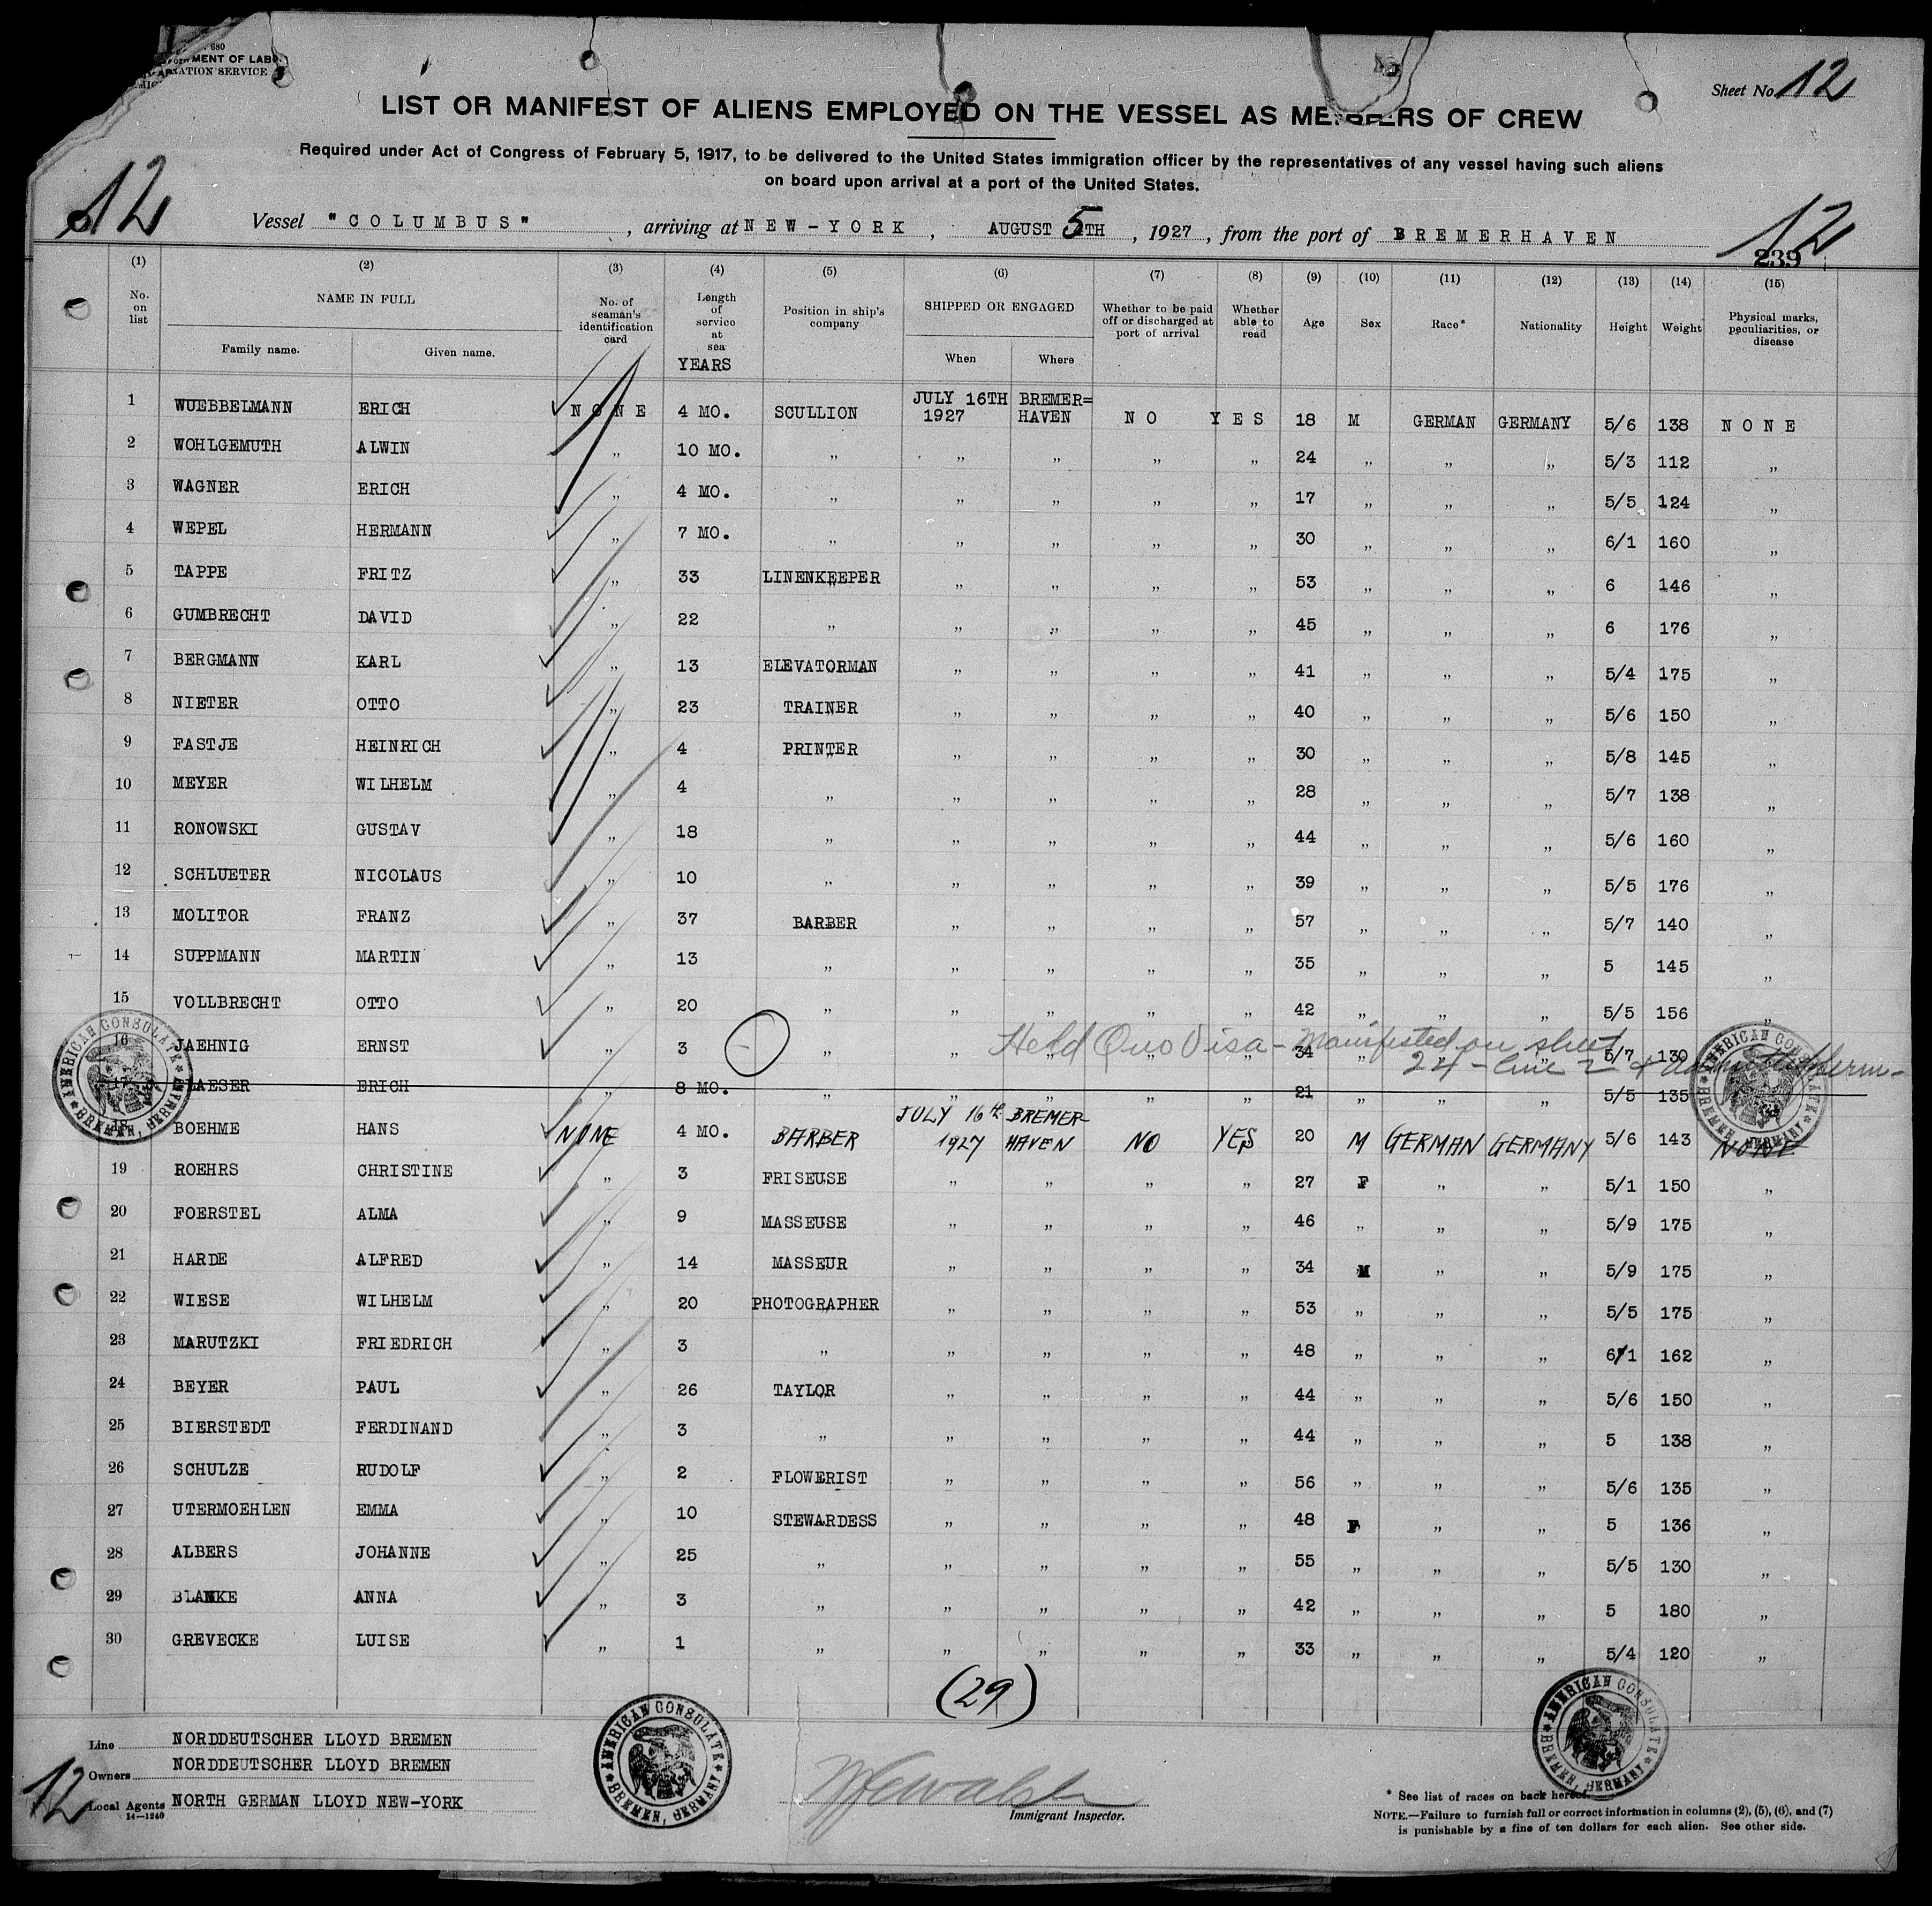 680
MENT OF LAB
ATION SERVICE
Sheet No. 12
LIST OR MANIFEST OF ALIENS EMPLOYED ON THE VESSEL AS MEMBERS OF CREW
Required under Act of Congress of February 5, 1917, to be delivered to the United States immigration officer by the representatives of any vessel having such aliens
on board upon arrival at a port of the United States.
12
12
Vessel "COLUMBUS", arriving at NEW-YORK, AUGUST 5TH, 1927, from the port of BREMERHAVEN
239
(1) (2) (3) (4) (5) (6) (7) (8) (9) (10) (11) (12) (13) (14) (15)
No. on list NAME IN FULL Family name. Given name. No. of seaman's identification card Length of service at sea YEARS Position in ship's company SHIPPED OR ENGAGED When Where Whether to be paid off or discharged at port of arrival Whether able to read Age Sex Race* Nationality Height Weight Physical marks, peculiarities, or disease
1 WUEBBELMANN ERICH NONE 4 MO. SCULLION JULY 16TH 1927 BREMER= HAVEN NO YES 18 M GERMAN GERMANY 5/6 138 NONE
2 WOHLGEMUTH ALWIN " 10 MO. " " " " " 24 " " " 5/3 112 "
3 WAGNER ERICH " 4 MO. " " " " " 17 " " " 5/5 124 "
4 WEPEL HERMANN " 7 MO. " " " " " 30 " " " 6/1 160 "
5 TAPPE FRITZ " 33 LINENKEEPER " " " " 53 " " " 6 146 "
6 GUMBRECHT DAVID " 22 " " " " " 45 " " " 6 176 "
7 BERGMANN KARL " 13 ELEVATORMAN " " " " 41 " " " 5/4 175 "
8 NIETER OTTO " 23 TRAINER " " " " 40 " " " 5/6 150 "
9 FASTJE HEINRICH " 4 PRINTER " " " " 30 " " " 5/8 145 "
10 MEYER WILHELM " 4 " " " " " 28 " " " 5/7 138 "
11 RONOWSKI GUSTAV " 18 " " " " " 44 " " " 5/6 160 "
12 SCHLUETER NICOLAUS " 10 " " " " " 39 " " " 5/5 176 "
13 MOLITOR FRANZ " 37 BARBER " " " " 57 " " " 5/7 140 "
14 SUPPMANN MARTIN " 13 " " " " " 35 " " " 5 145 "
15 VOLLBRECHT OTTO " 20 " " " " " 42 " " " 5/5 156 "
16 JAEHNIG ERNST " 3 " " " " " 34 " " " 5/7 130
Held Quo Visa - Manifested on sheet
24 - line 2 &
17 LAESER ERICH " 8 MO. " " " " " 21 " " " 5/5 135
18 BOEHME HANS NONE 4 MO. BARBER JULY 16th 1927 BREMER- HAVEN NO YES 20 M GERMAN GERMANY 5/6 143 NONE
19 ROEHRS CHRISTINE " 3 FRISEUSE " " " " 27 F " " 5/1 150 "
20 FOERSTEL ALMA " 9 MASSEUSE " " " " 46 " " " 5/9 175 "
21 HARDE ALFRED " 14 MASSEUR " " " " 34 M " " 5/9 175 "
22 WIESE WILHELM " 20 PHOTOGRAPHER " " " " 53 " " " 5/5 175 "
23 MARUTZKI FRIEDRICH " 3 " " " " " 48 " " " 6/1 162 "
24 BEYER PAUL " 26 TAYLOR " " " " 44 " " " 5/6 150 "
25 BIERSTEDT FERDINAND " 3 " " " " " 44 " " " 5 138 "
26 SCHULZE RUDOLF " 2 FLOWERIST " " " " 56 " " " 5/6 135 "
27 UTERMOEHLEN EMMA " 10 STEWARDESS " " " " 48 F " " 5 136 "
28 ALBERS JOHANNE " 25 " " " " " 55 " " " 5/5 130 "
29 BLANKE ANNA " 3 " " " " " 42 " " " 5 180 "
30 GREVECKE LUISE " 1 " " " " " 33 " " " 5/4 120 "
AMERICAN CONSULATE BREMEN, GERMANY
AMERICAN CONSULATE BREMEN, GERMANY
(29)
AMERICAN CONSULATE BREMEN, GERMANY
AMERICAN CONSULATE BREMEN, GERMANY
Line NORDDEUTSCHER LLOYD BREMEN
Owners NORDDEUTSCHER LLOYD BREMEN
12
Local Agents NORTH GERMAN LLOYD NEW-YORK
14-1240
Immigrant Inspector.
* See list of races on back hereof.
NOTE.—Failure to furnish full or correct information in columns (2), (5), (6), and (7)
is punishable by a fine of ten dollars for each alien. See other side.